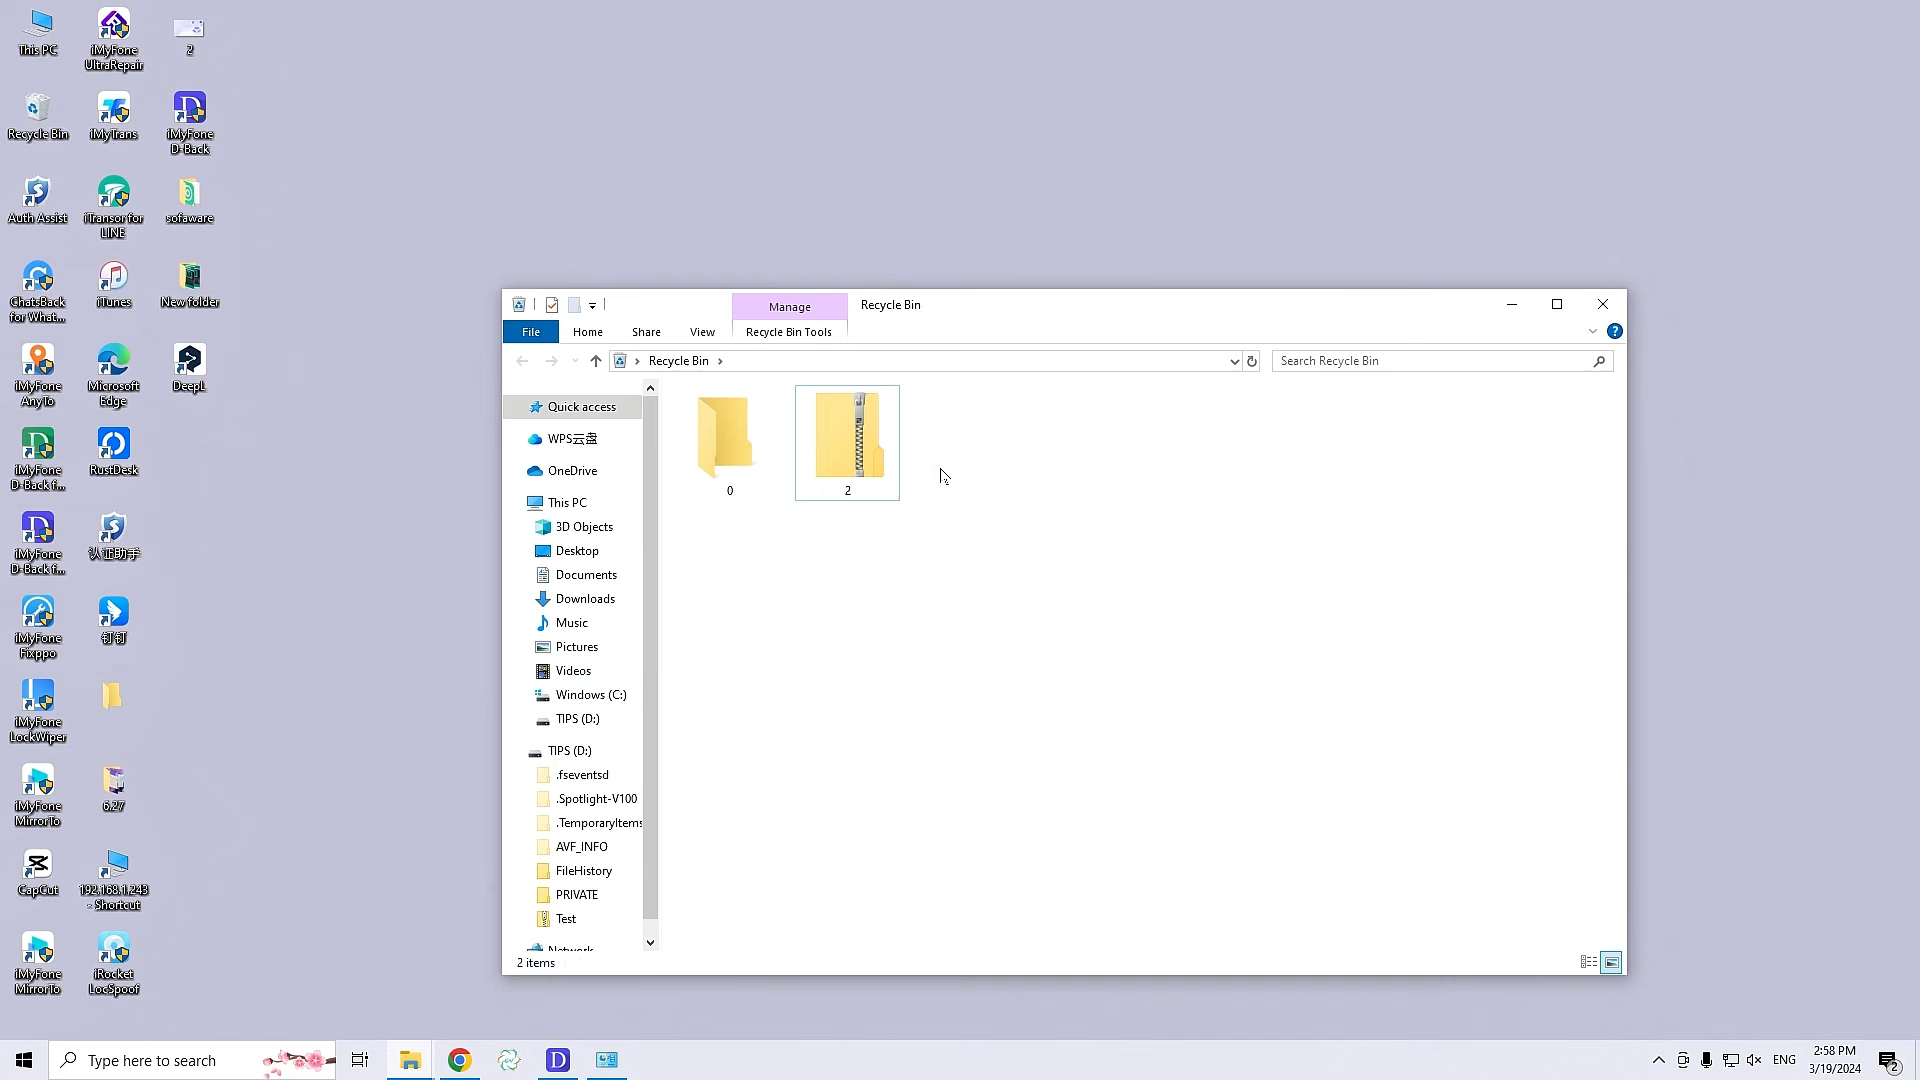 This PC
iMyFone
UltraRepair
2
Recycle Bin
iMyTrans
iMyFone
D-Back
Auth Assist
iTransor for
LINE
sofaware
ChatsBack
for What...
iTunes
New folder
iMyFone
AnyTo
Microsoft
Edge
DeepL
iMyFone
D-Back f...
RustDesk
iMyFone
D-Back f...
认证助手
iMyFone
Fixppo
钉钉
iMyFone
LockWiper
iMyFone
MirrorTo
6.27
CapCut
192.168.1.243
- Shortcut
iMyFone
MirrorTo
iRocket
LocSpoof
Manage
Recycle Bin
File
Home
Share
View
Recycle Bin Tools
Recycle Bin
Search Recycle Bin
Quick access
WPS云盘
OneDrive
This PC
3D Objects
Desktop
Documents
Downloads
Music
Pictures
Videos
Windows (C:)
TIPS (D:)
TIPS (D:)
.fseventsd
.Spotlight-V100
.TemporaryItems
AVF_INFO
FileHistory
PRIVATE
Test
Network
0
2
2 items
Type here to search
ENG
2:58 PM
3/19/2024
2